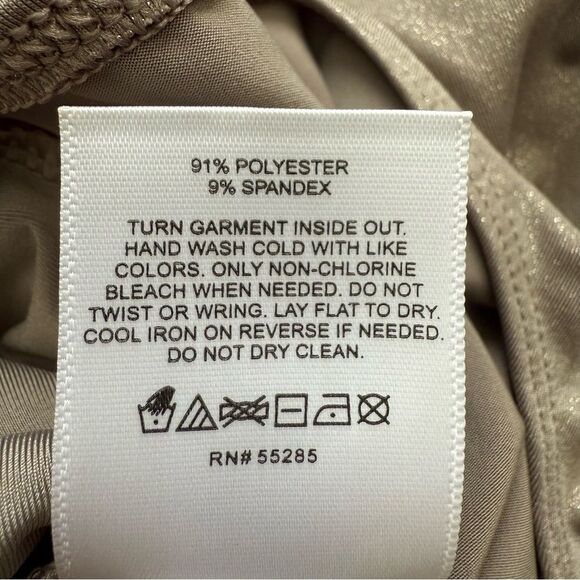 91% POLYESTER
9% SPANDEX
TURN GARMENT INSIDE OUT.
HAND WASH COLD WITH LIKE
COLORS. ONLY NON-CHLORINE
BLEACH WHEN NEEDED. DO NOT
TWIST OR WRING. LAY FLAT TO DRY.
COOL IRON ON REVERSE IF NEEDED.
DO NOT DRY CLEAN.
RN# 55285